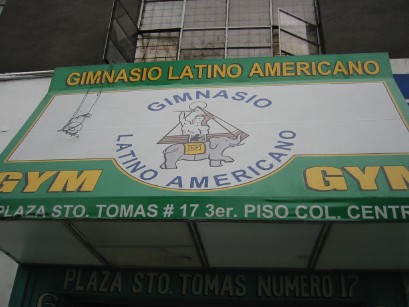 GIMNASIO LATINO AMERICANO
GIMNASIO
LATINO AMERICANO
GYM
GYM
PLAZA STO. TOMAS # 17 3er. PISO COL. CENTR
PLAZA STO. TOMAS NUMERO 17